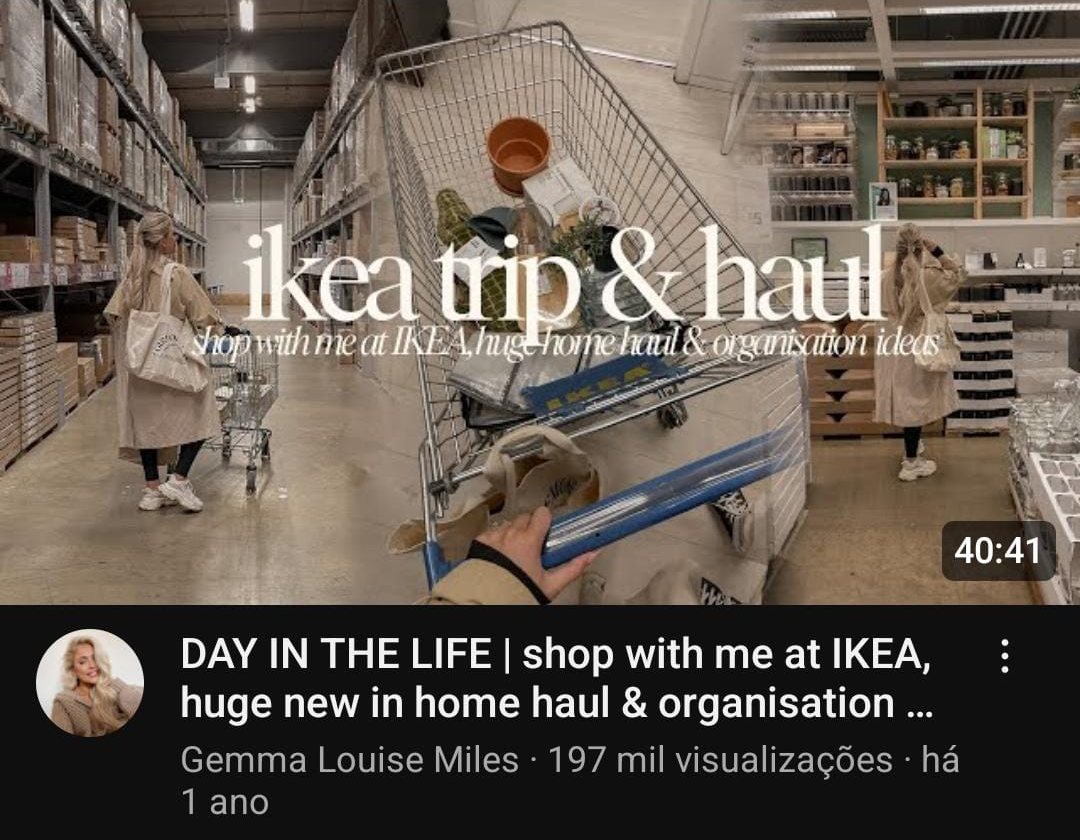 ikea trip & haul
shop with me at IKEA, huge home haul & organisation ideas
IKEA
40:41
DAY IN THE LIFE | shop with me at IKEA,
huge new in home haul & organisation ...
Gemma Louise Miles · 197 mil visualizações · há
1 ano